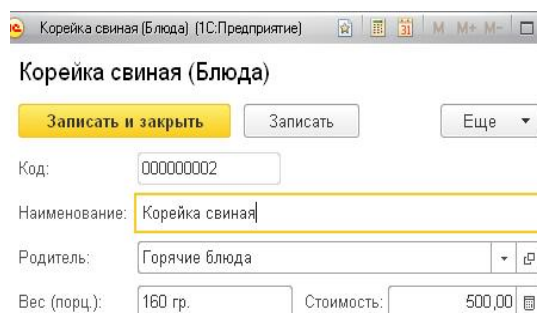 Корейка свиная (Блюда) (1С:Предприятие) 31 M M+ M-
Корейка свиная (Блюда)
Записать и закрыть Записать Еще
Код: 000000002
Наименование: Корейка свиная
Родитель: Горячие блюда
Вес (порц.): 160 гр. Стоимость: 500,00